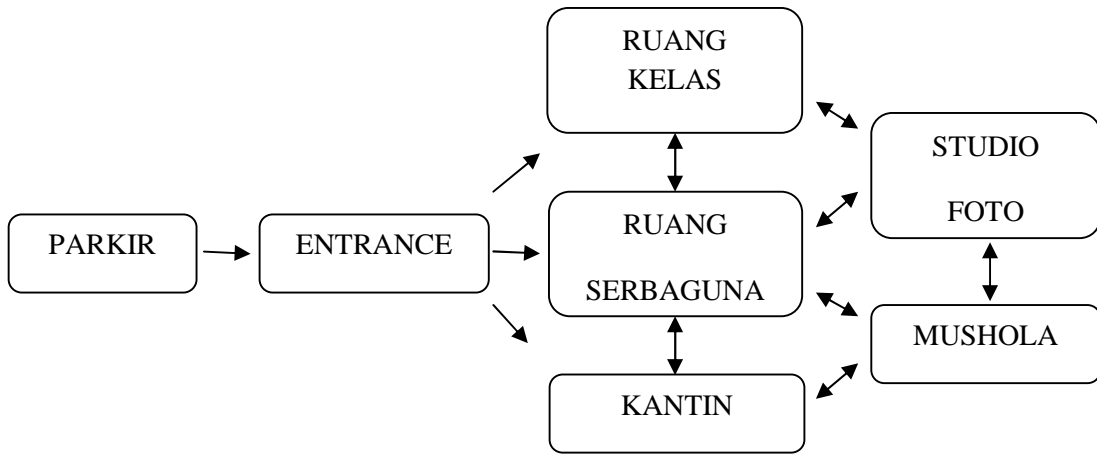 PARKIR
ENTRANCE
RUANG
KELAS
RUANG
SERBAGUNA
KANTIN
STUDIO
FOTO
MUSHOLA